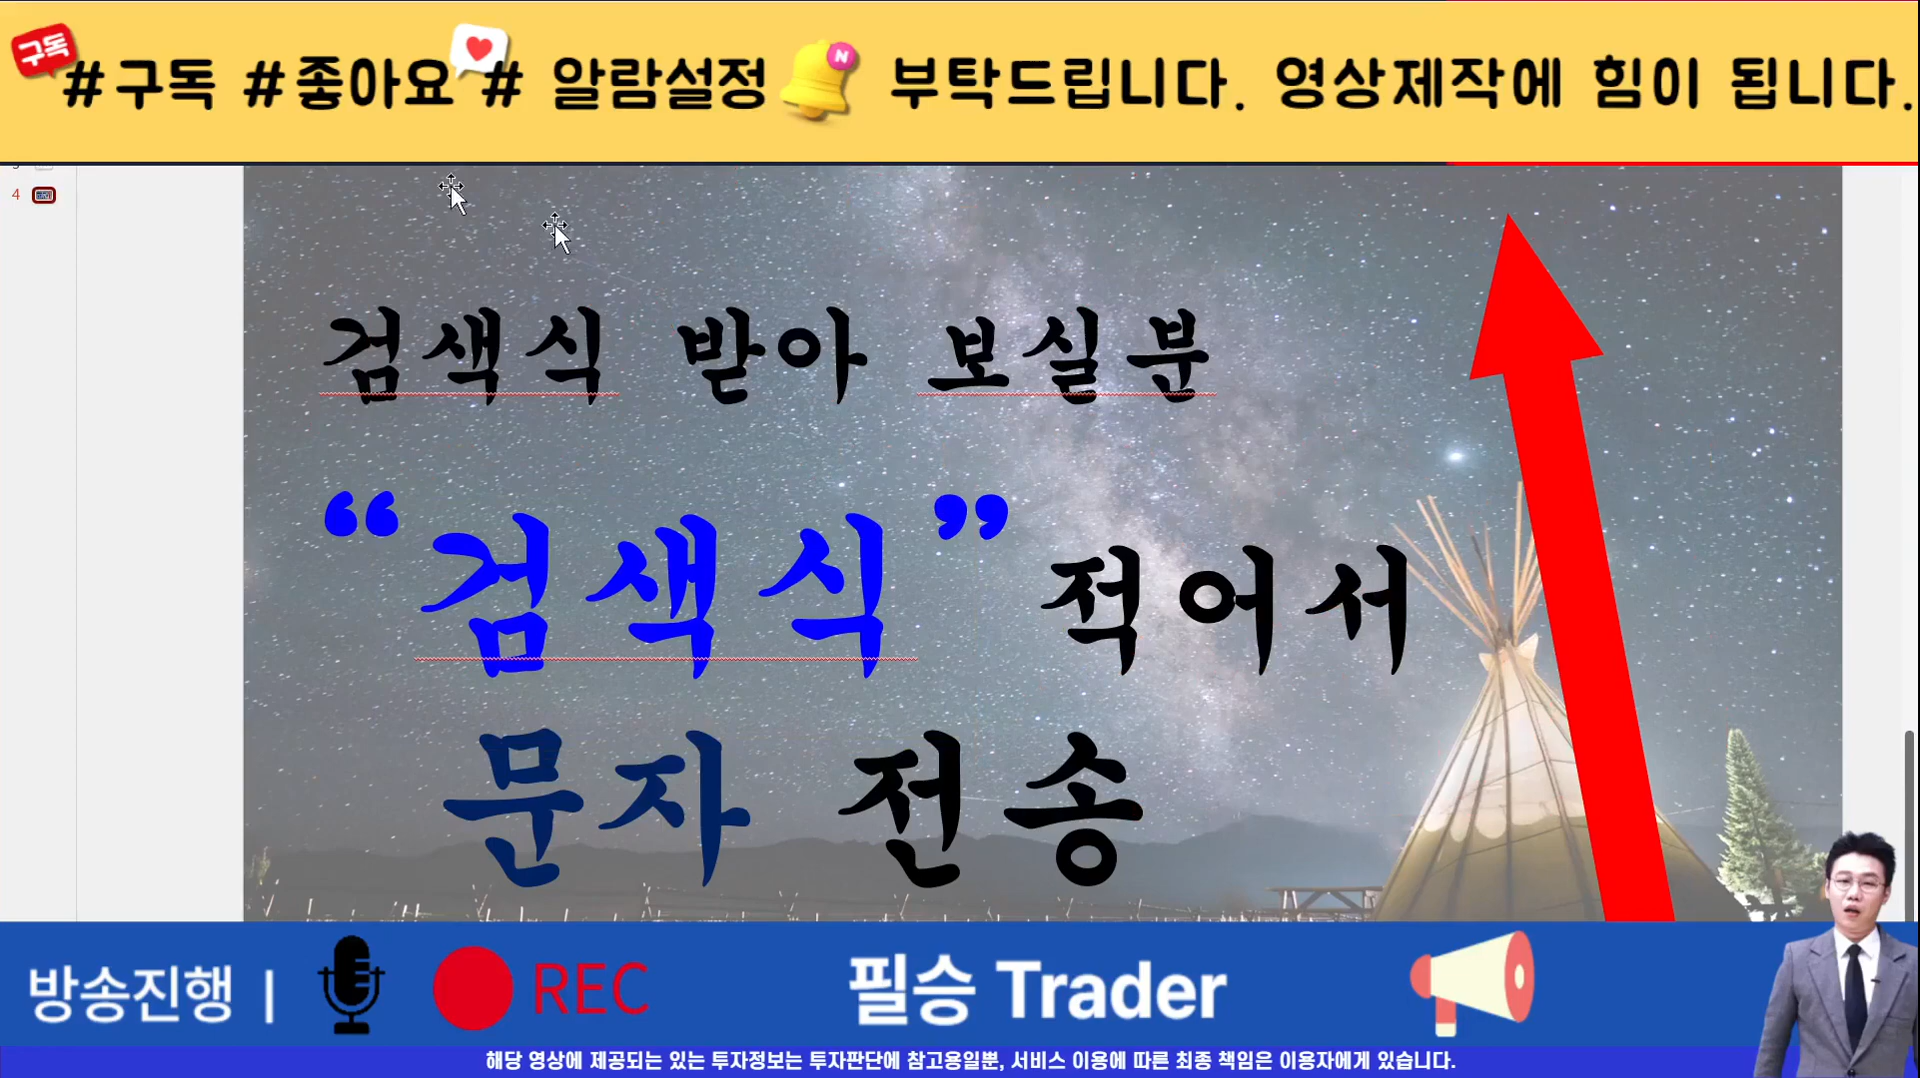 구독
#구독 #좋아요 # 알람설정 N 부탁드립니다. 영상제작에 힘이 됩니다.
4
검색식 받아 보실분
“검색식” 적어서
문자 전송
방송진행 | REC 필승 Trader
해당 영상에 제공되는 있는 투자정보는 투자판단에 참고용일뿐, 서비스 이용에 따른 최종 책임은 이용자에게 있습니다.